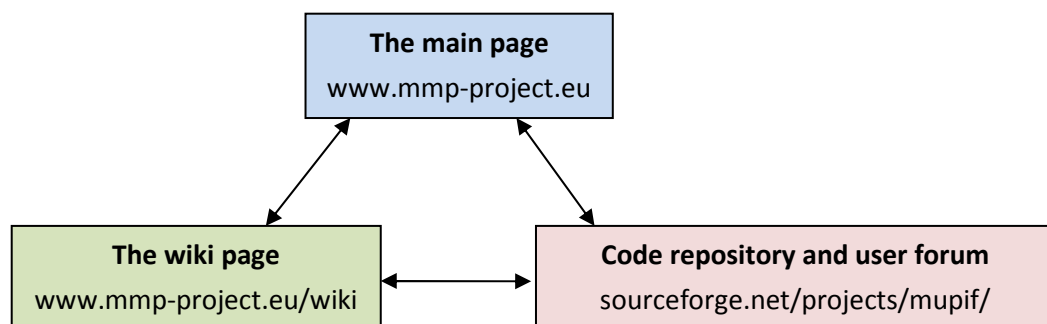 The main page
www.mmp-project.eu
The wiki page
www.mmp-project.eu/wiki
Code repository and user forum
sourceforge.net/projects/mupif/